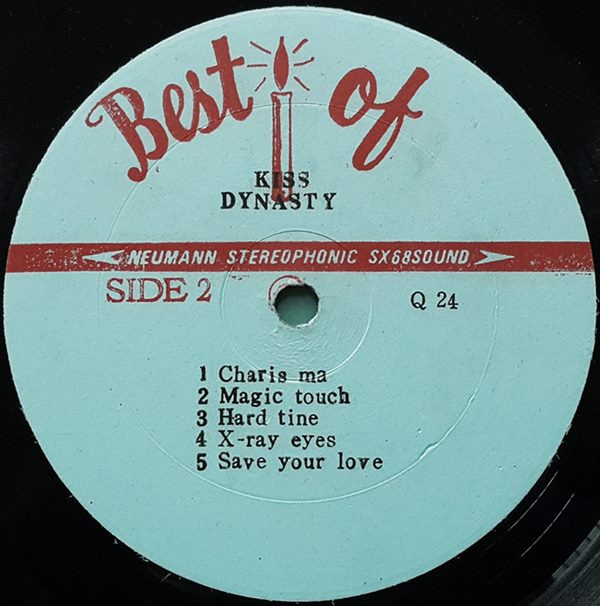 Best of
KISS
DYNASTY
NEUMANN STEREOPHONIC SX68SOUND
SIDE 2
Q 24
1 Charis ma
2 Magic touch
3 Hard tine
4 X-ray eyes
5 Save your love